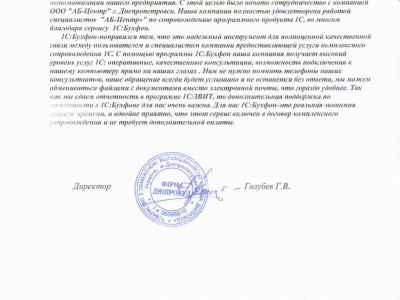 автоматизации нашего предприятия. С этой целью было начато сотрудничество с компанией
ООО "АБ-Центр" г. Днепропетровск. Наша компания полностью удовлетворена работой
специалистов "АБ-Центр" по сопровождению программного продукта 1С, во многом
благодаря сервису 1С:Бухфон.
1С:Бухфон-понравился тем, что это надежный инструмент для полноценной качественной
связи между пользователем и специалистом компании предоставляющей услуги комплексного
сопровождения 1С. С помощью программы 1С:Бухфон наша компания получает высокий
уровень услуг 1С: оперативные, качественные консультации, возможность подключения к
нашему компьютеру прямо на наших глазах . Нам не нужно помнить телефоны наших
консультантов, наше обращение всегда будет услышано и не останется без ответа, мы можем
обмениваться файлами с документами вместо электронной почты, что гораздо удобнее. Так
как мы сдаем отчетность в программе 1С:ЗВИТ, то дополнительная поддержка по
отчетности в 1С:Бухфоне для нас очень важна. Для нас 1С:Бухфон-это реальная экономия
нашего времени, и вдвойне приятно, что этот сервис включен в договор комплексного
сопровождения и не требует дополнительной оплаты.
Директор
Голубев Г.В.
ФІРМА